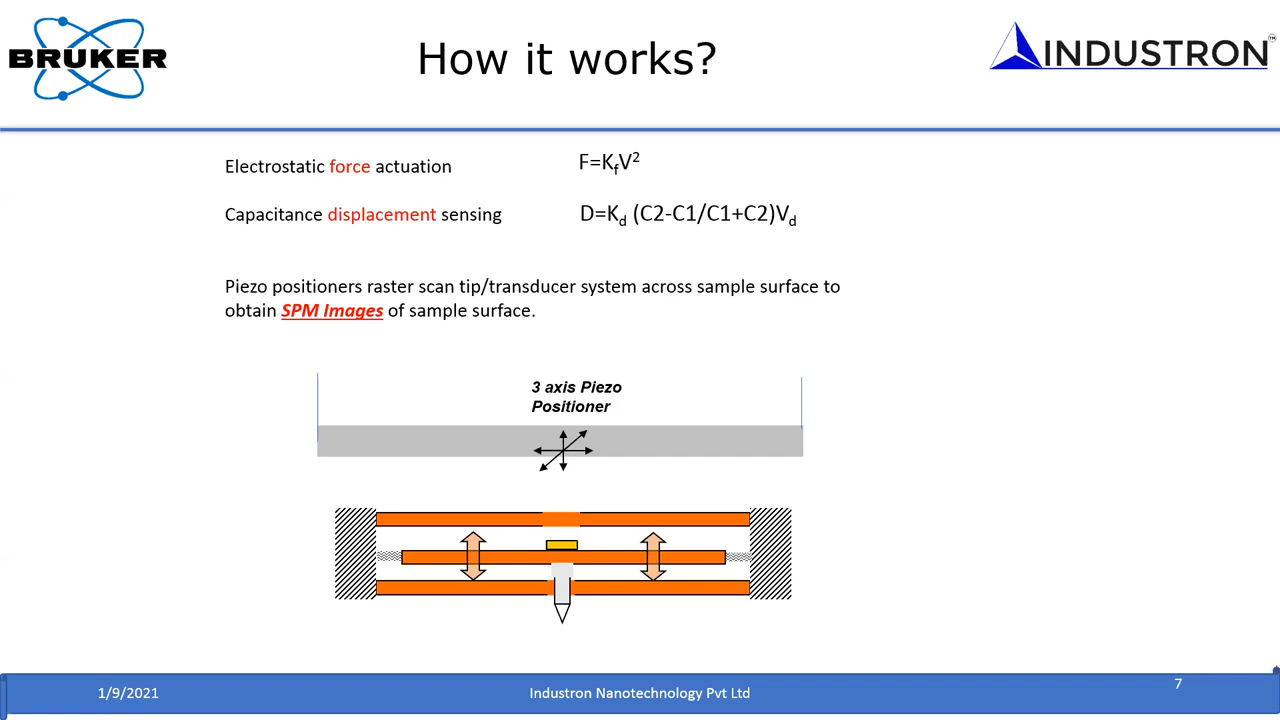 BRUKER
How it works?
INDUSTRON™
Electrostatic force actuation
F=KfV²
Capacitance displacement sensing
D=Kd (C2-C1/C1+C2)Vd
Piezo positioners raster scan tip/transducer system across sample surface to
obtain SPM Images of sample surface.
3 axis Piezo
Positioner
1/9/2021
Industron Nanotechnology Pvt Ltd
7